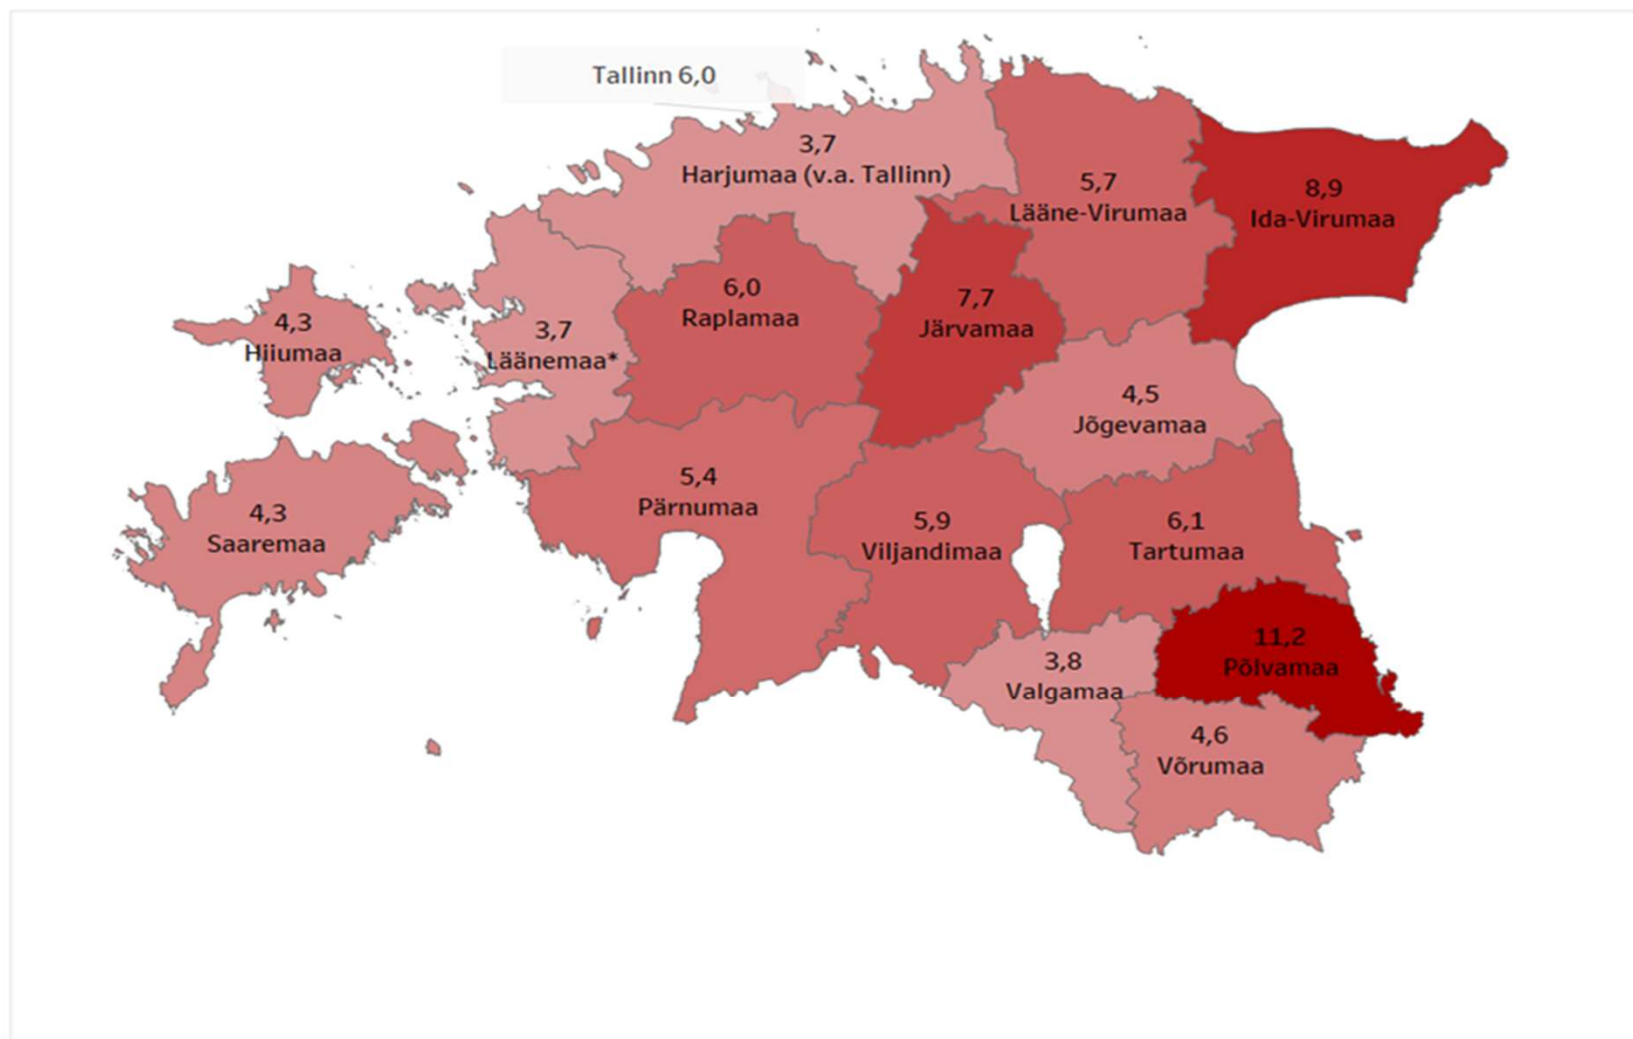 Tallinn 6,0
3,7
Harjumaa (v.a. Tallinn)
5,7
Lääne-Virumaa
8,9
Ida-Virumaa
6,0
Raplamaa
7,7
Järvamaa
4,3
Hiiumaa
3,7
Läänemaa*
4,5
Jõgevamaa
5,4
Pärnumaa
4,3
Saaremaa
5,9
Viljandimaa
6,1
Tartumaa
11,2
Põlvamaa
3,8
Valgamaa
4,6
Võrumaa